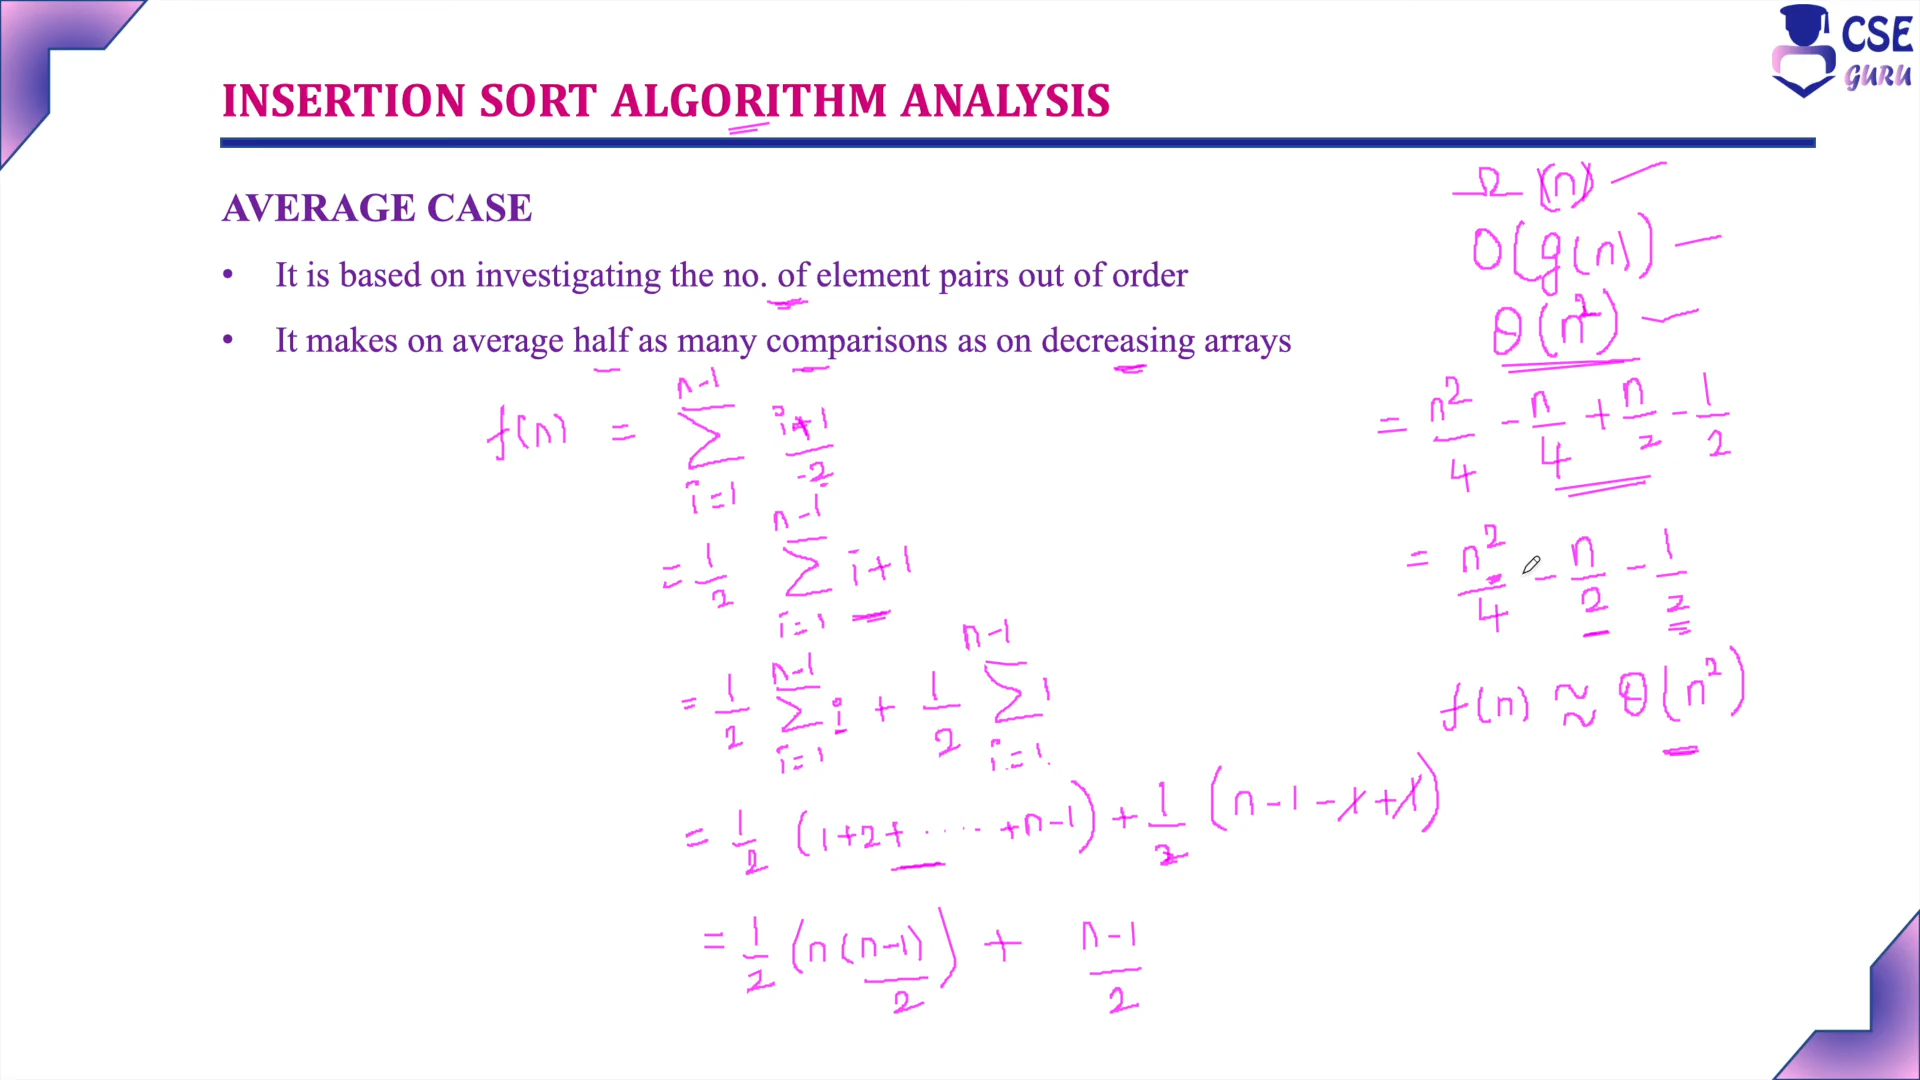 CSE
GURU
INSERTION SORT ALGORITHM ANALYSIS
AVERAGE CASE
• It is based on investigating the no. of element pairs out of order
• It makes on average half as many comparisons as on decreasing arrays
Ω(n) —
O(g(n)) —
Θ(n²) —
f(n) = ∑_{i=1}^{n-1} (i+1)/2
= 1/2 ∑_{i=1}^{n-1} i+1
= 1/2 ∑_{i=1}^{n-1} i + 1/2 ∑_{i=1}^{n-1} 1
= 1/2 (1+2+ ····· +n-1) + 1/2 (n-1-1+1)
= 1/2 (n(n-1)/2) + (n-1)/2
= n²/4 - n/4 + n/2 - 1/2
= n²/4 - n/2 - 1/2
f(n) ≈ Θ(n²)